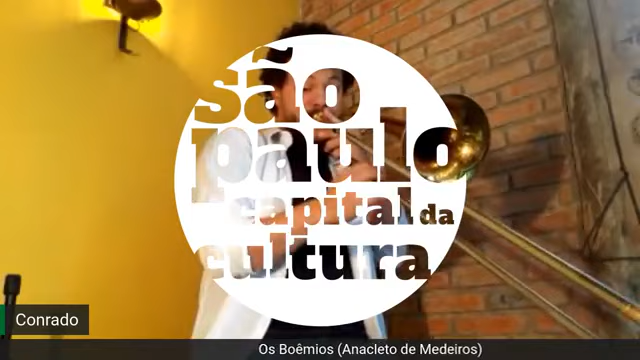 são
paulo
capital da
cultura
Conrado
Os Boêmios (Anacleto de Medeiros)